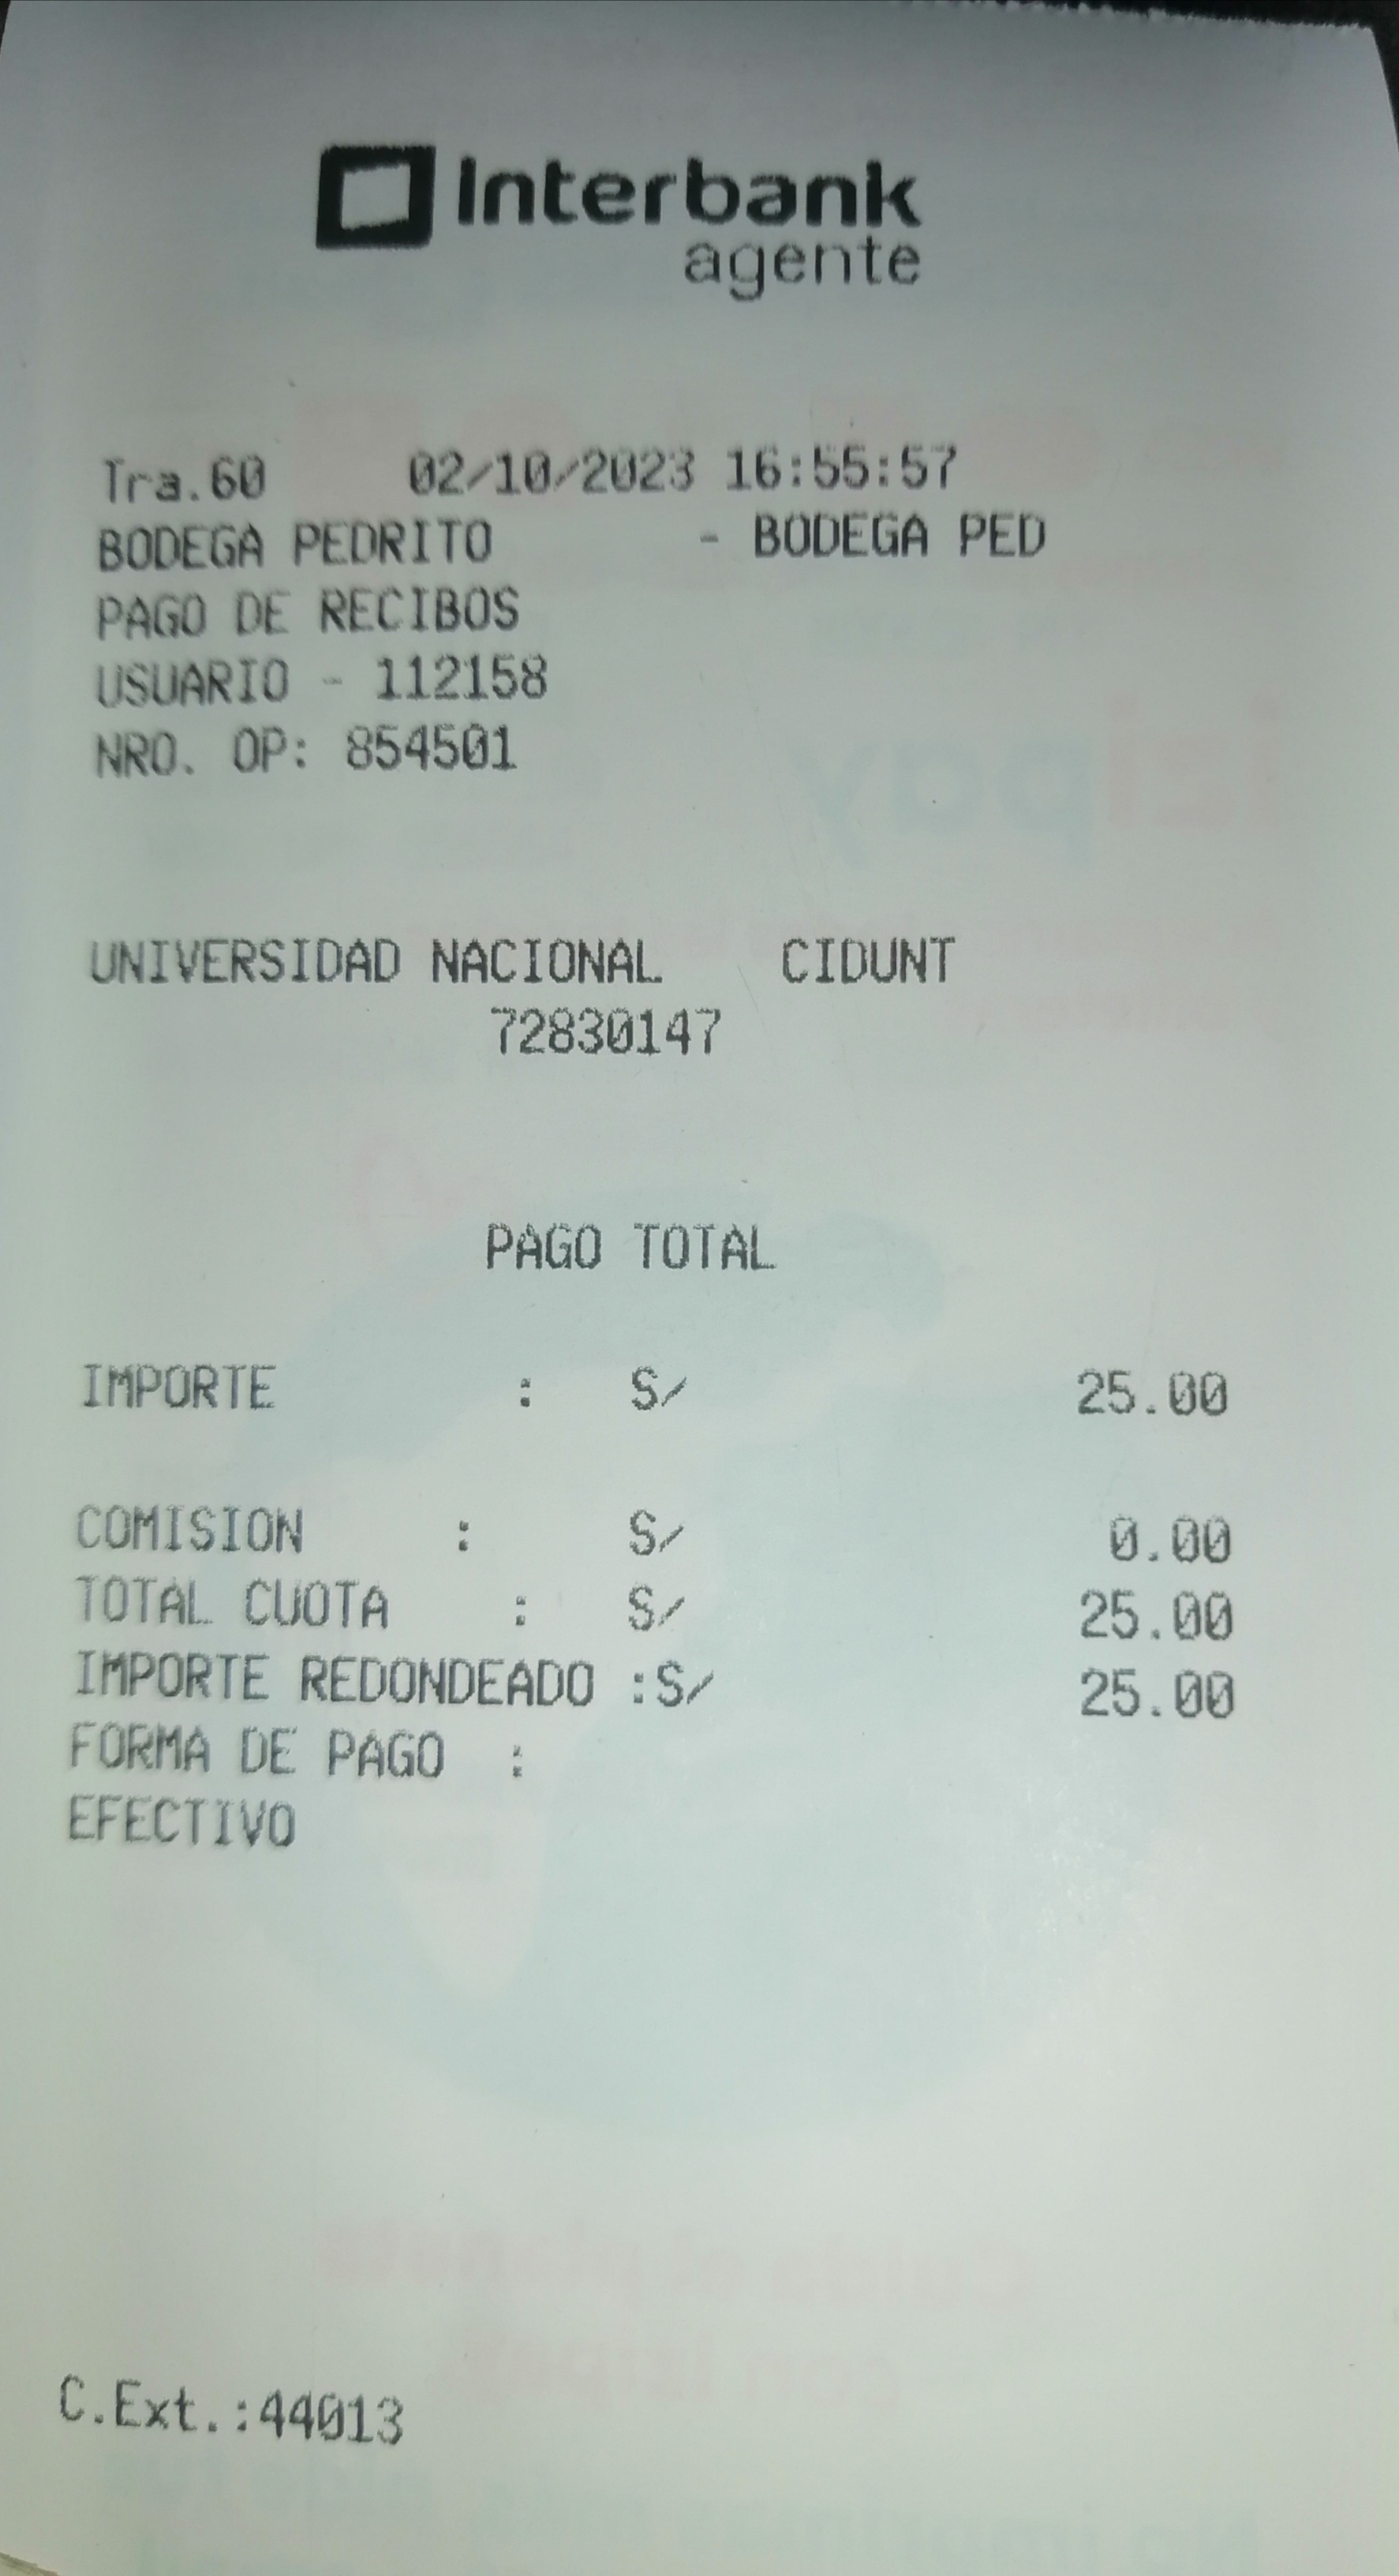 Interbank
agente
Tra.60 02/10/2023 16:55:57
BODEGA PEDRITO - BODEGA PED
PAGO DE RECIBOS
USUARIO - 112158
NRO. OP: 854501
UNIVERSIDAD NACIONAL CIDUNT
72830147
PAGO TOTAL
IMPORTE : S/ 25.00
COMISION : S/ 0.00
TOTAL CUOTA : S/ 25.00
IMPORTE REDONDEADO :S/ 25.00
FORMA DE PAGO :
EFECTIVO
C.Ext.:44013